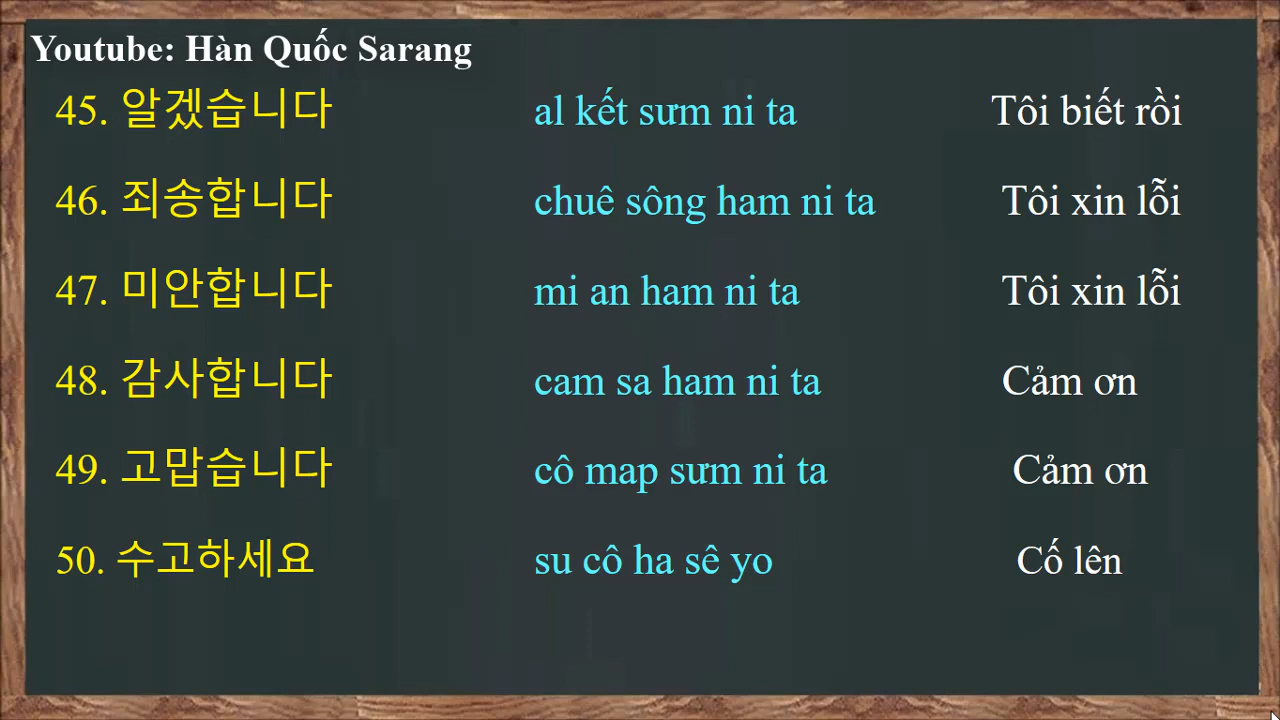 Youtube: Hàn Quốc Sarang
45. 알겠습니다 al kết sưm ni ta Tôi biết rồi
46. 죄송합니다 chuê sông ham ni ta Tôi xin lỗi
47. 미안합니다 mi an ham ni ta Tôi xin lỗi
48. 감사합니다 cam sa ham ni ta Cảm ơn
49. 고맙습니다 cô map sưm ni ta Cảm ơn
50. 수고하세요 su cô ha sê yo Cố lên